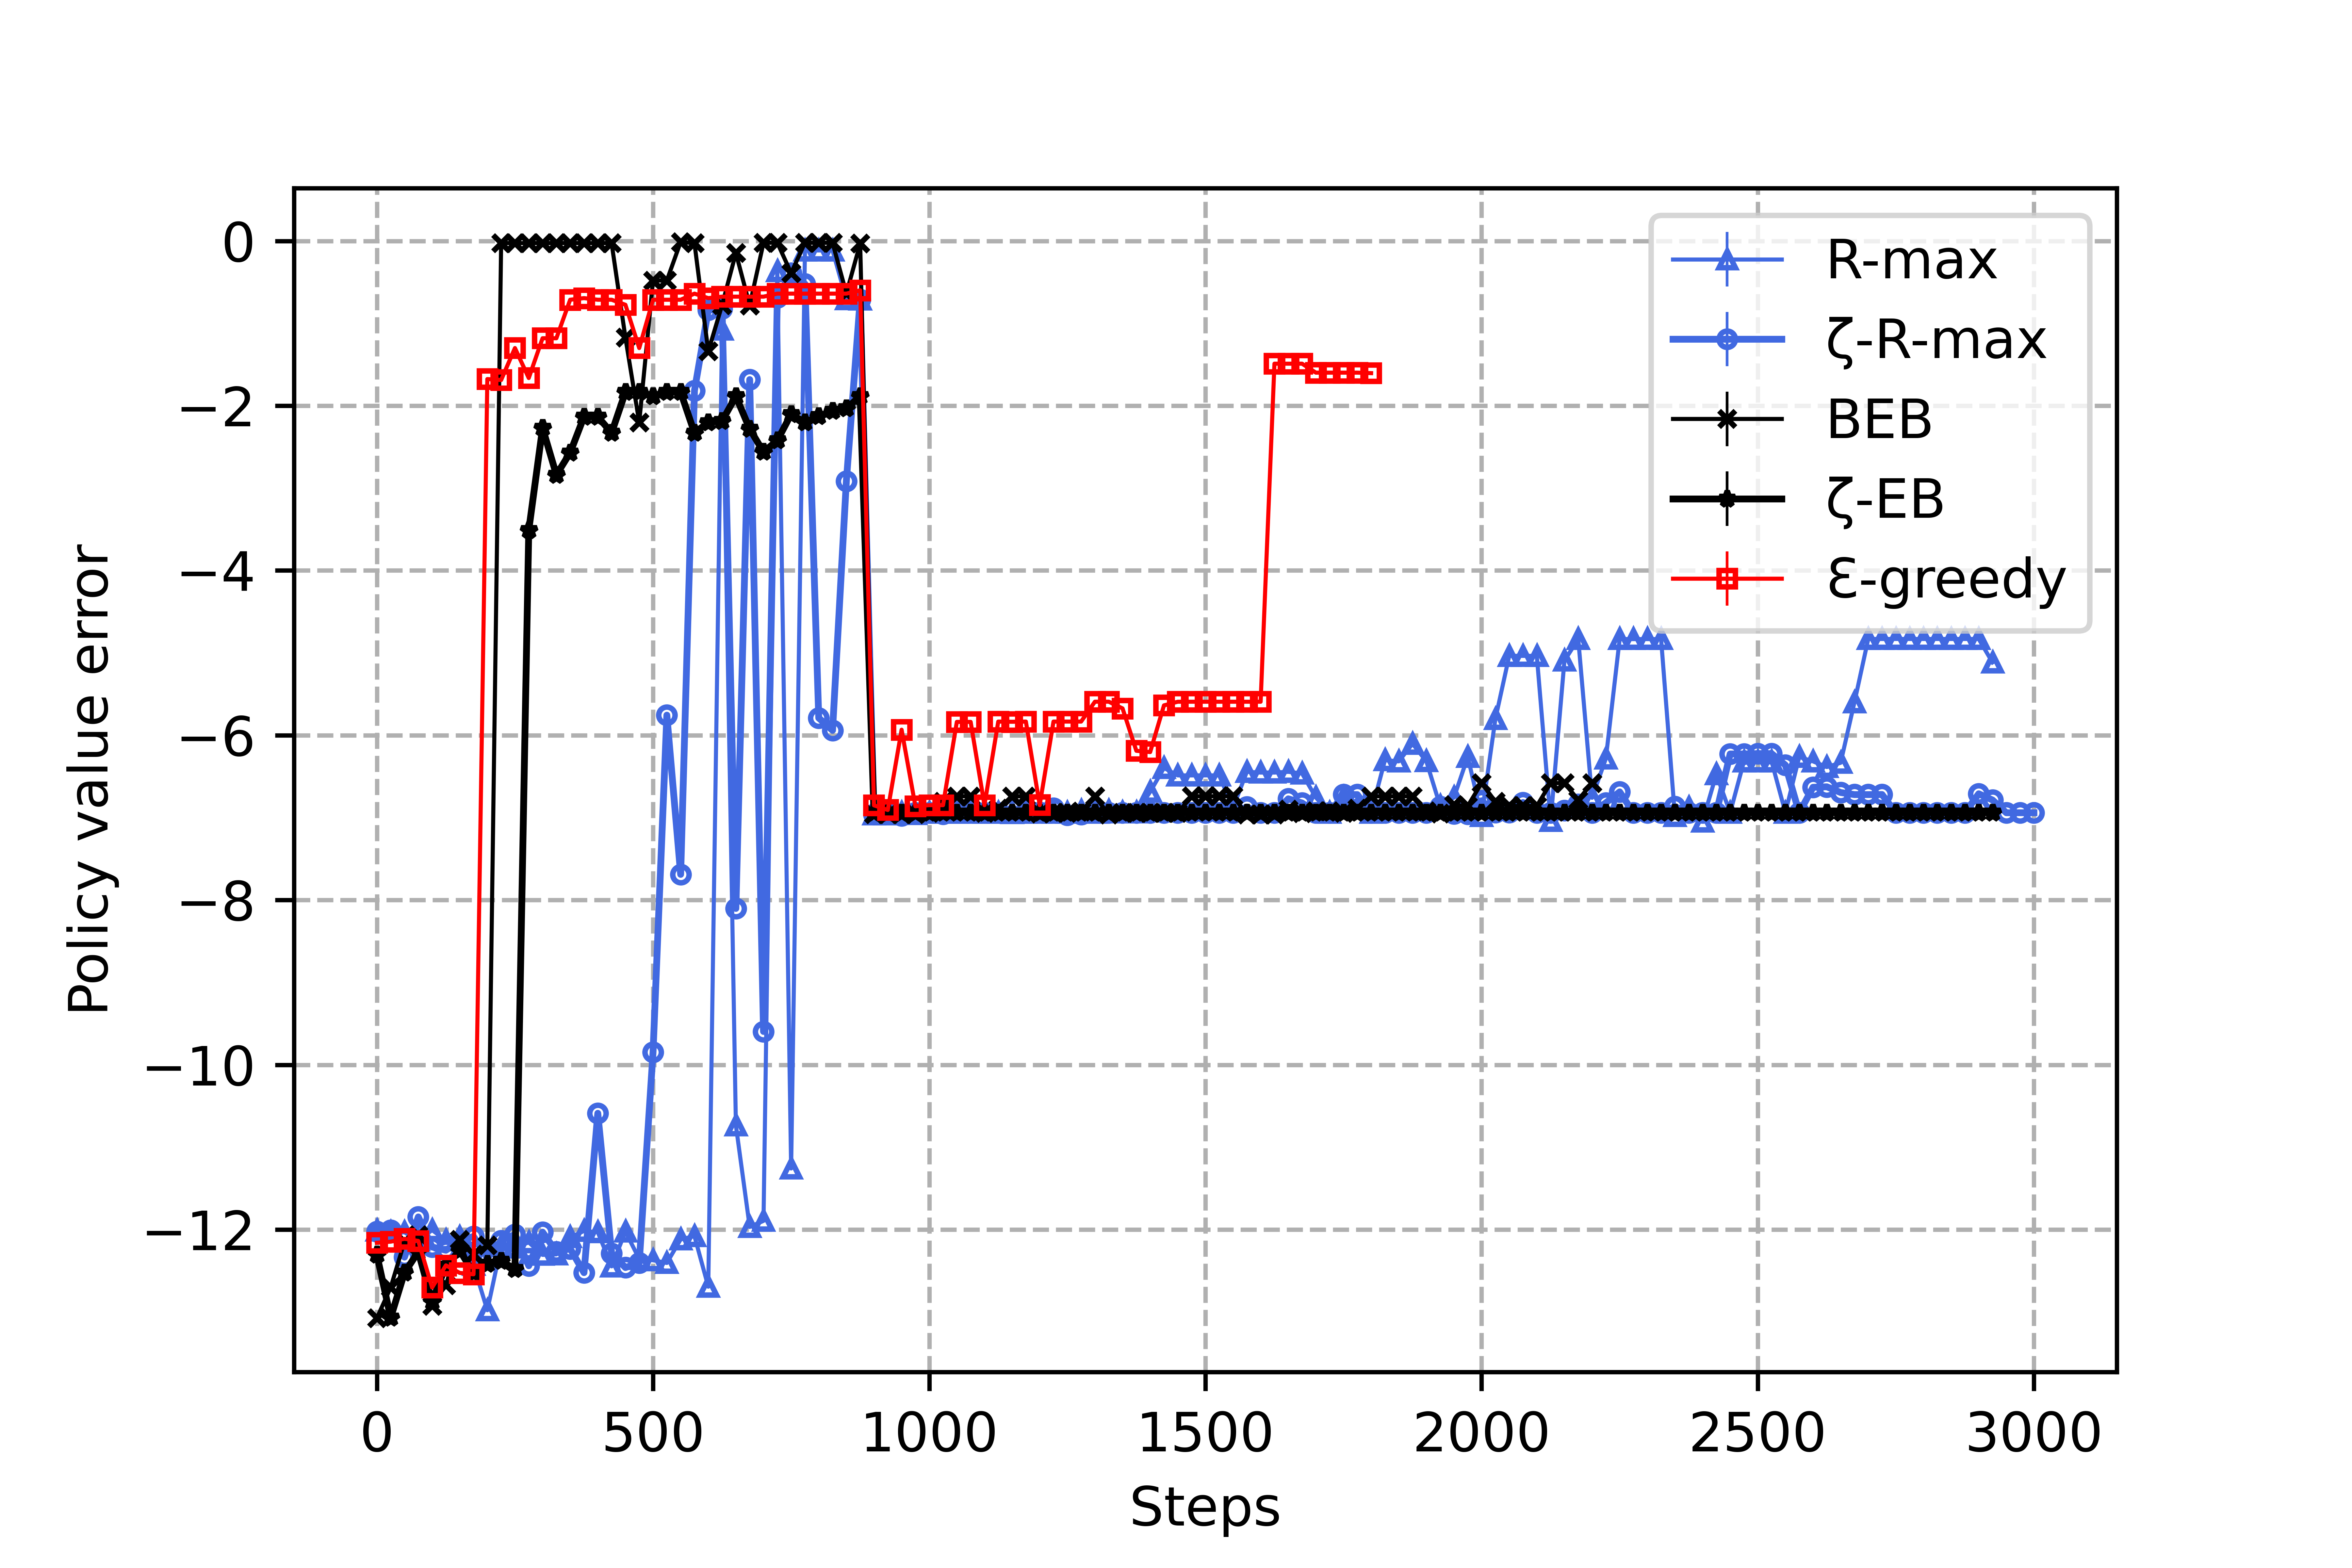 0
−2
−4
−6
−8
−10
−12
Policy value error
R-max
ζ-R-max
BEB
ζ-EB
Ɛ-greedy
0 500 1000 1500 2000 2500 3000
Steps